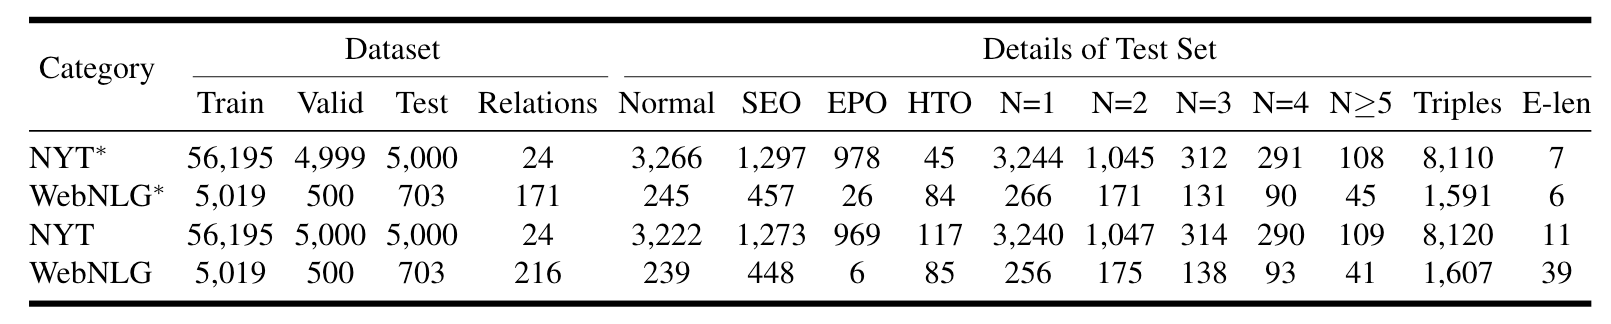 Category Dataset Details of Test Set
Train Valid Test Relations Normal SEO EPO HTO N=1 N=2 N=3 N=4 N≥5 Triples E-len
NYT* 56,195 4,999 5,000 24 3,266 1,297 978 45 3,244 1,045 312 291 108 8,110 7
WebNLG* 5,019 500 703 171 245 457 26 84 266 171 131 90 45 1,591 6
NYT 56,195 5,000 5,000 24 3,222 1,273 969 117 3,240 1,047 314 290 109 8,120 11
WebNLG 5,019 500 703 216 239 448 6 85 256 175 138 93 41 1,607 39